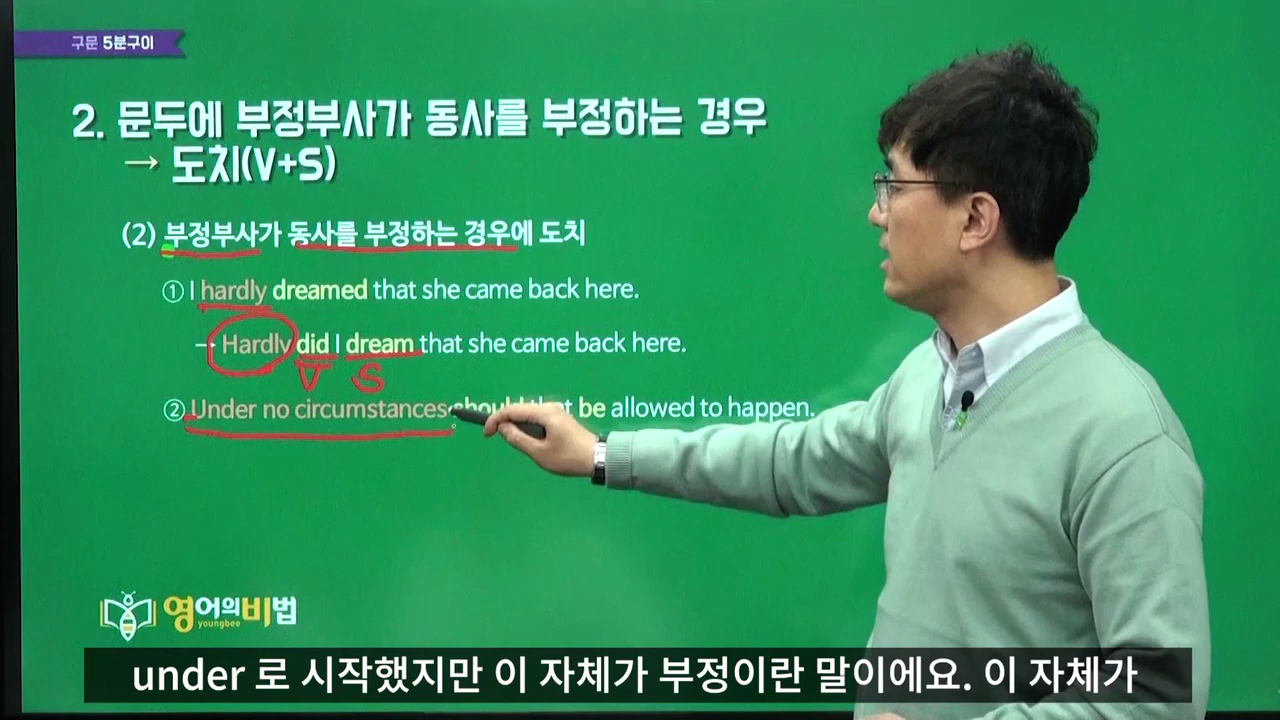 구문 5분구이
2. 문두에 부정부사가 동사를 부정하는 경우
→ 도치(V+S)
(2) 부정부사가 동사를 부정하는 경우에 도치
① I hardly dreamed that she came back here.
→ Hardly did I dream that she came back here.
V S
② Under no circumstances should that be allowed to happen.
영어의비법
youngbee
under 로 시작했지만 이 자체가 부정이란 말이에요. 이 자체가